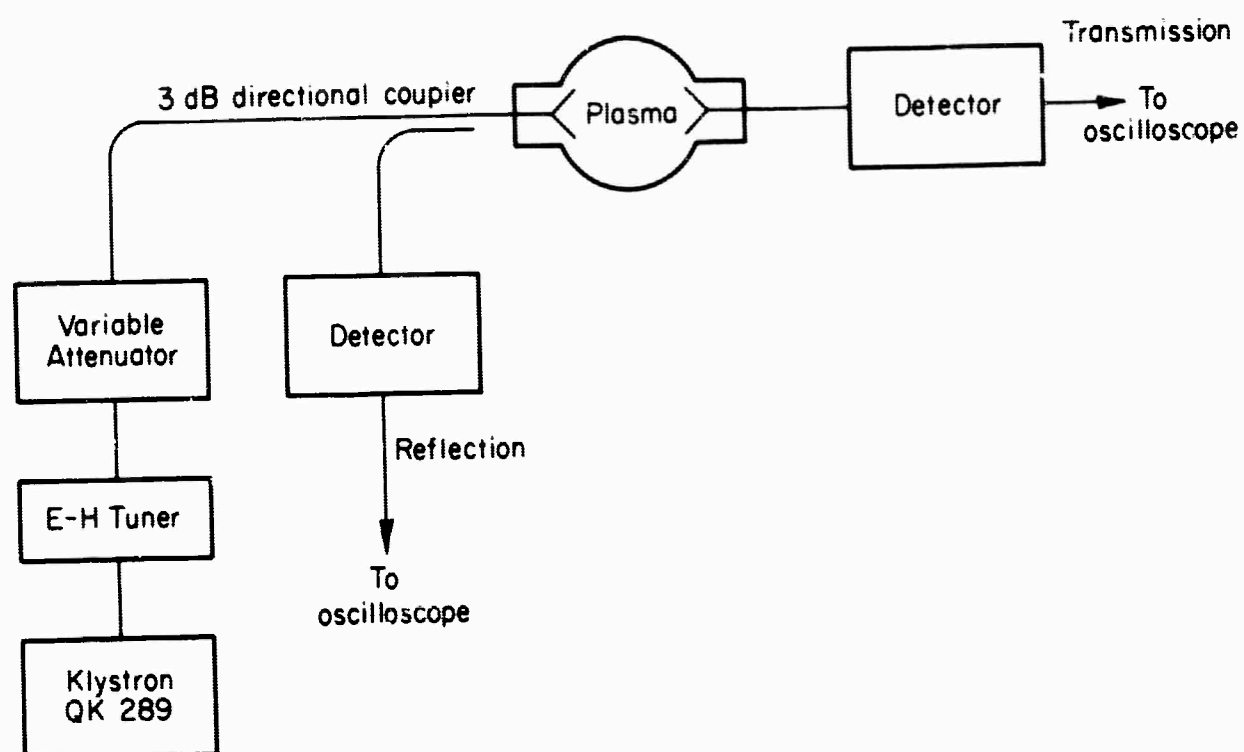 Transmission
3 dB directional coupier
Plasma
Detector
To
oscilloscope
Variable
Attenuator
Detector
Reflection
E-H Tuner
To
oscilloscope
Klystron
QK 289